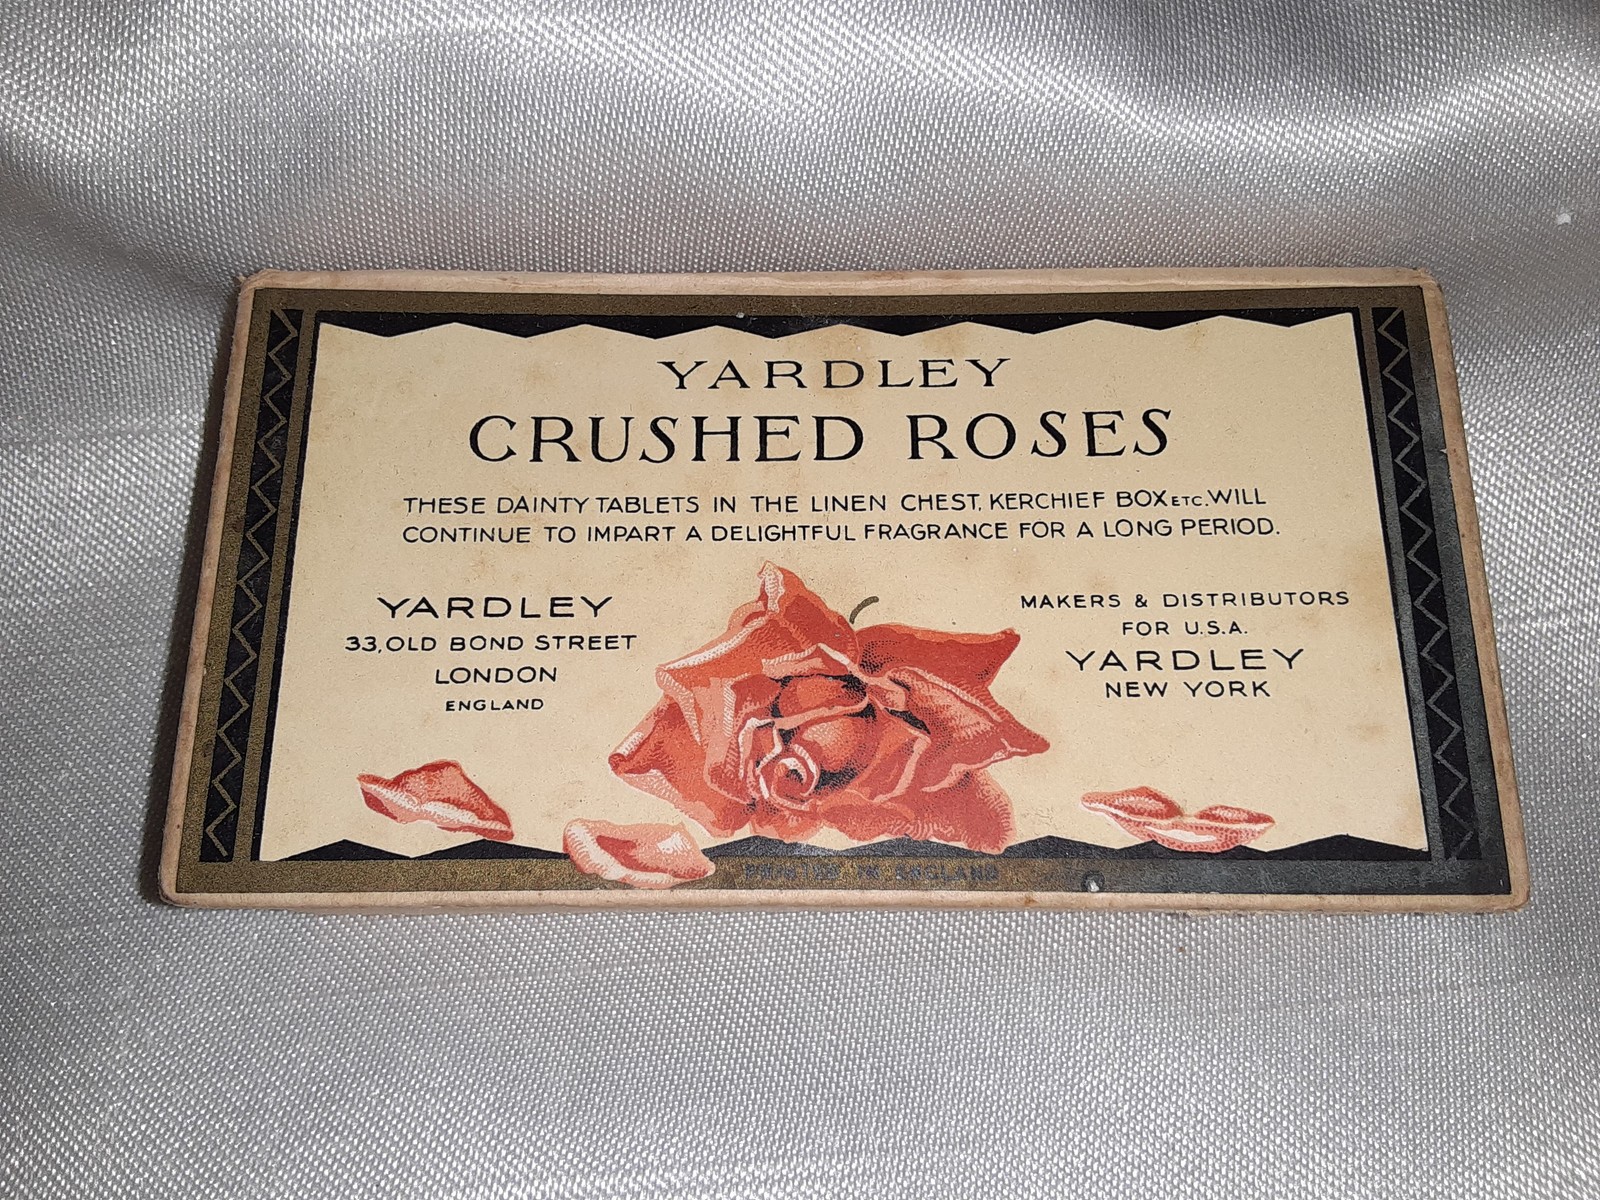 YARDLEY
CRUSHED ROSES
THESE DAINTY TABLETS IN THE LINEN CHEST, KERCHIEF BOX ETC. WILL
CONTINUE TO IMPART A DELIGHTFUL FRAGRANCE FOR A LONG PERIOD.
YARDLEY
33, OLD BOND STREET
LONDON
ENGLAND
MAKERS & DISTRIBUTORS
FOR U.S.A.
YARDLEY
NEW YORK
PRINTED IN ENGLAND